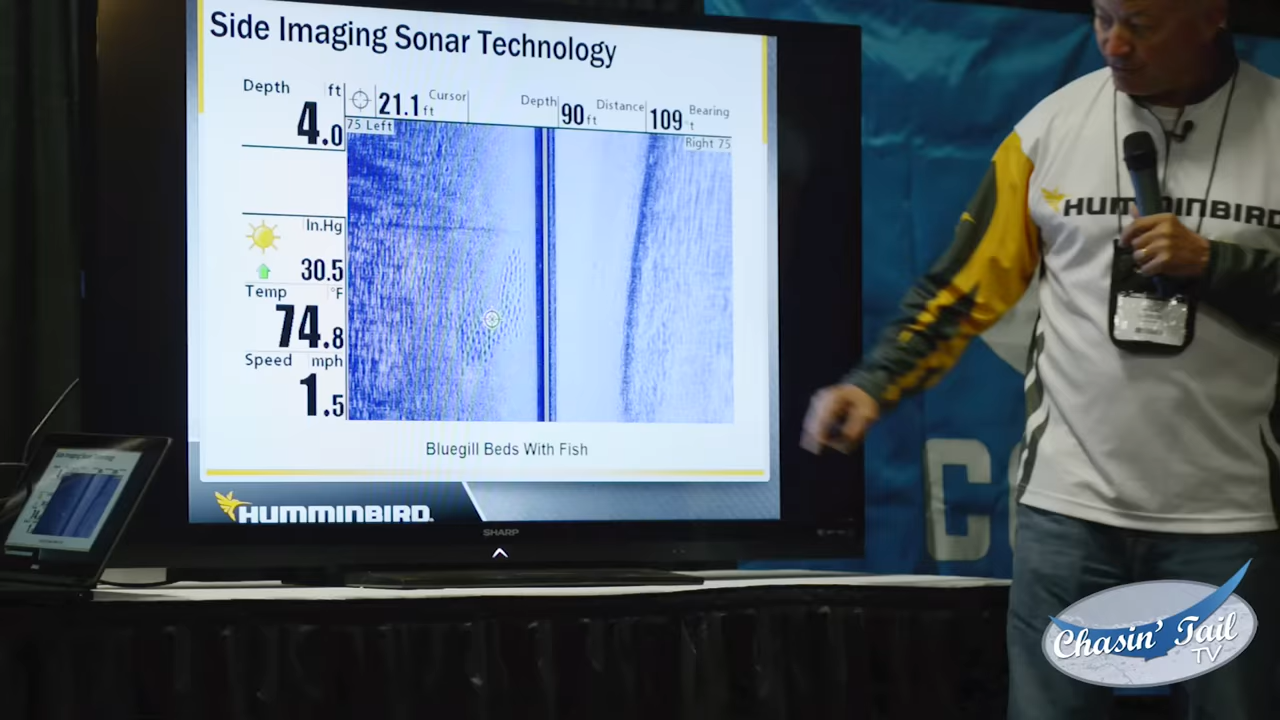 Side Imaging Sonar Technology
Depth ft
4.0
21.1 ft Cursor
Depth 90 ft
Distance 109
Bearing
75 Left
Right 75
In.Hg
30.5
Temp °F
74.8
Speed mph
1.5
Bluegill Beds With Fish
HUMMINBIRD
SHARP
HUMMINBIRD
C
Chasin' Tail
TV